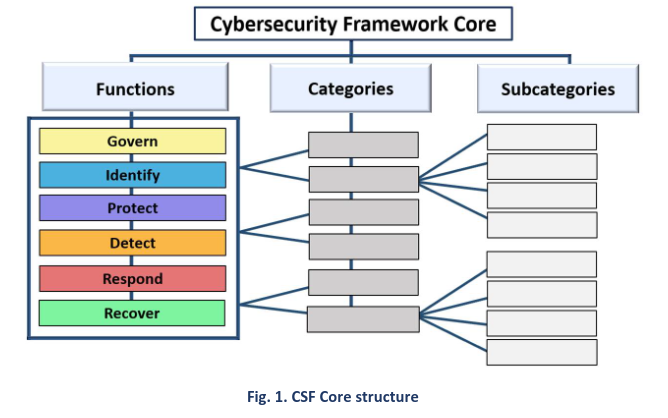 Cybersecurity Framework Core
Functions
Categories
Subcategories
Govern
Identify
Protect
Detect
Respond
Recover
Fig. 1. CSF Core structure